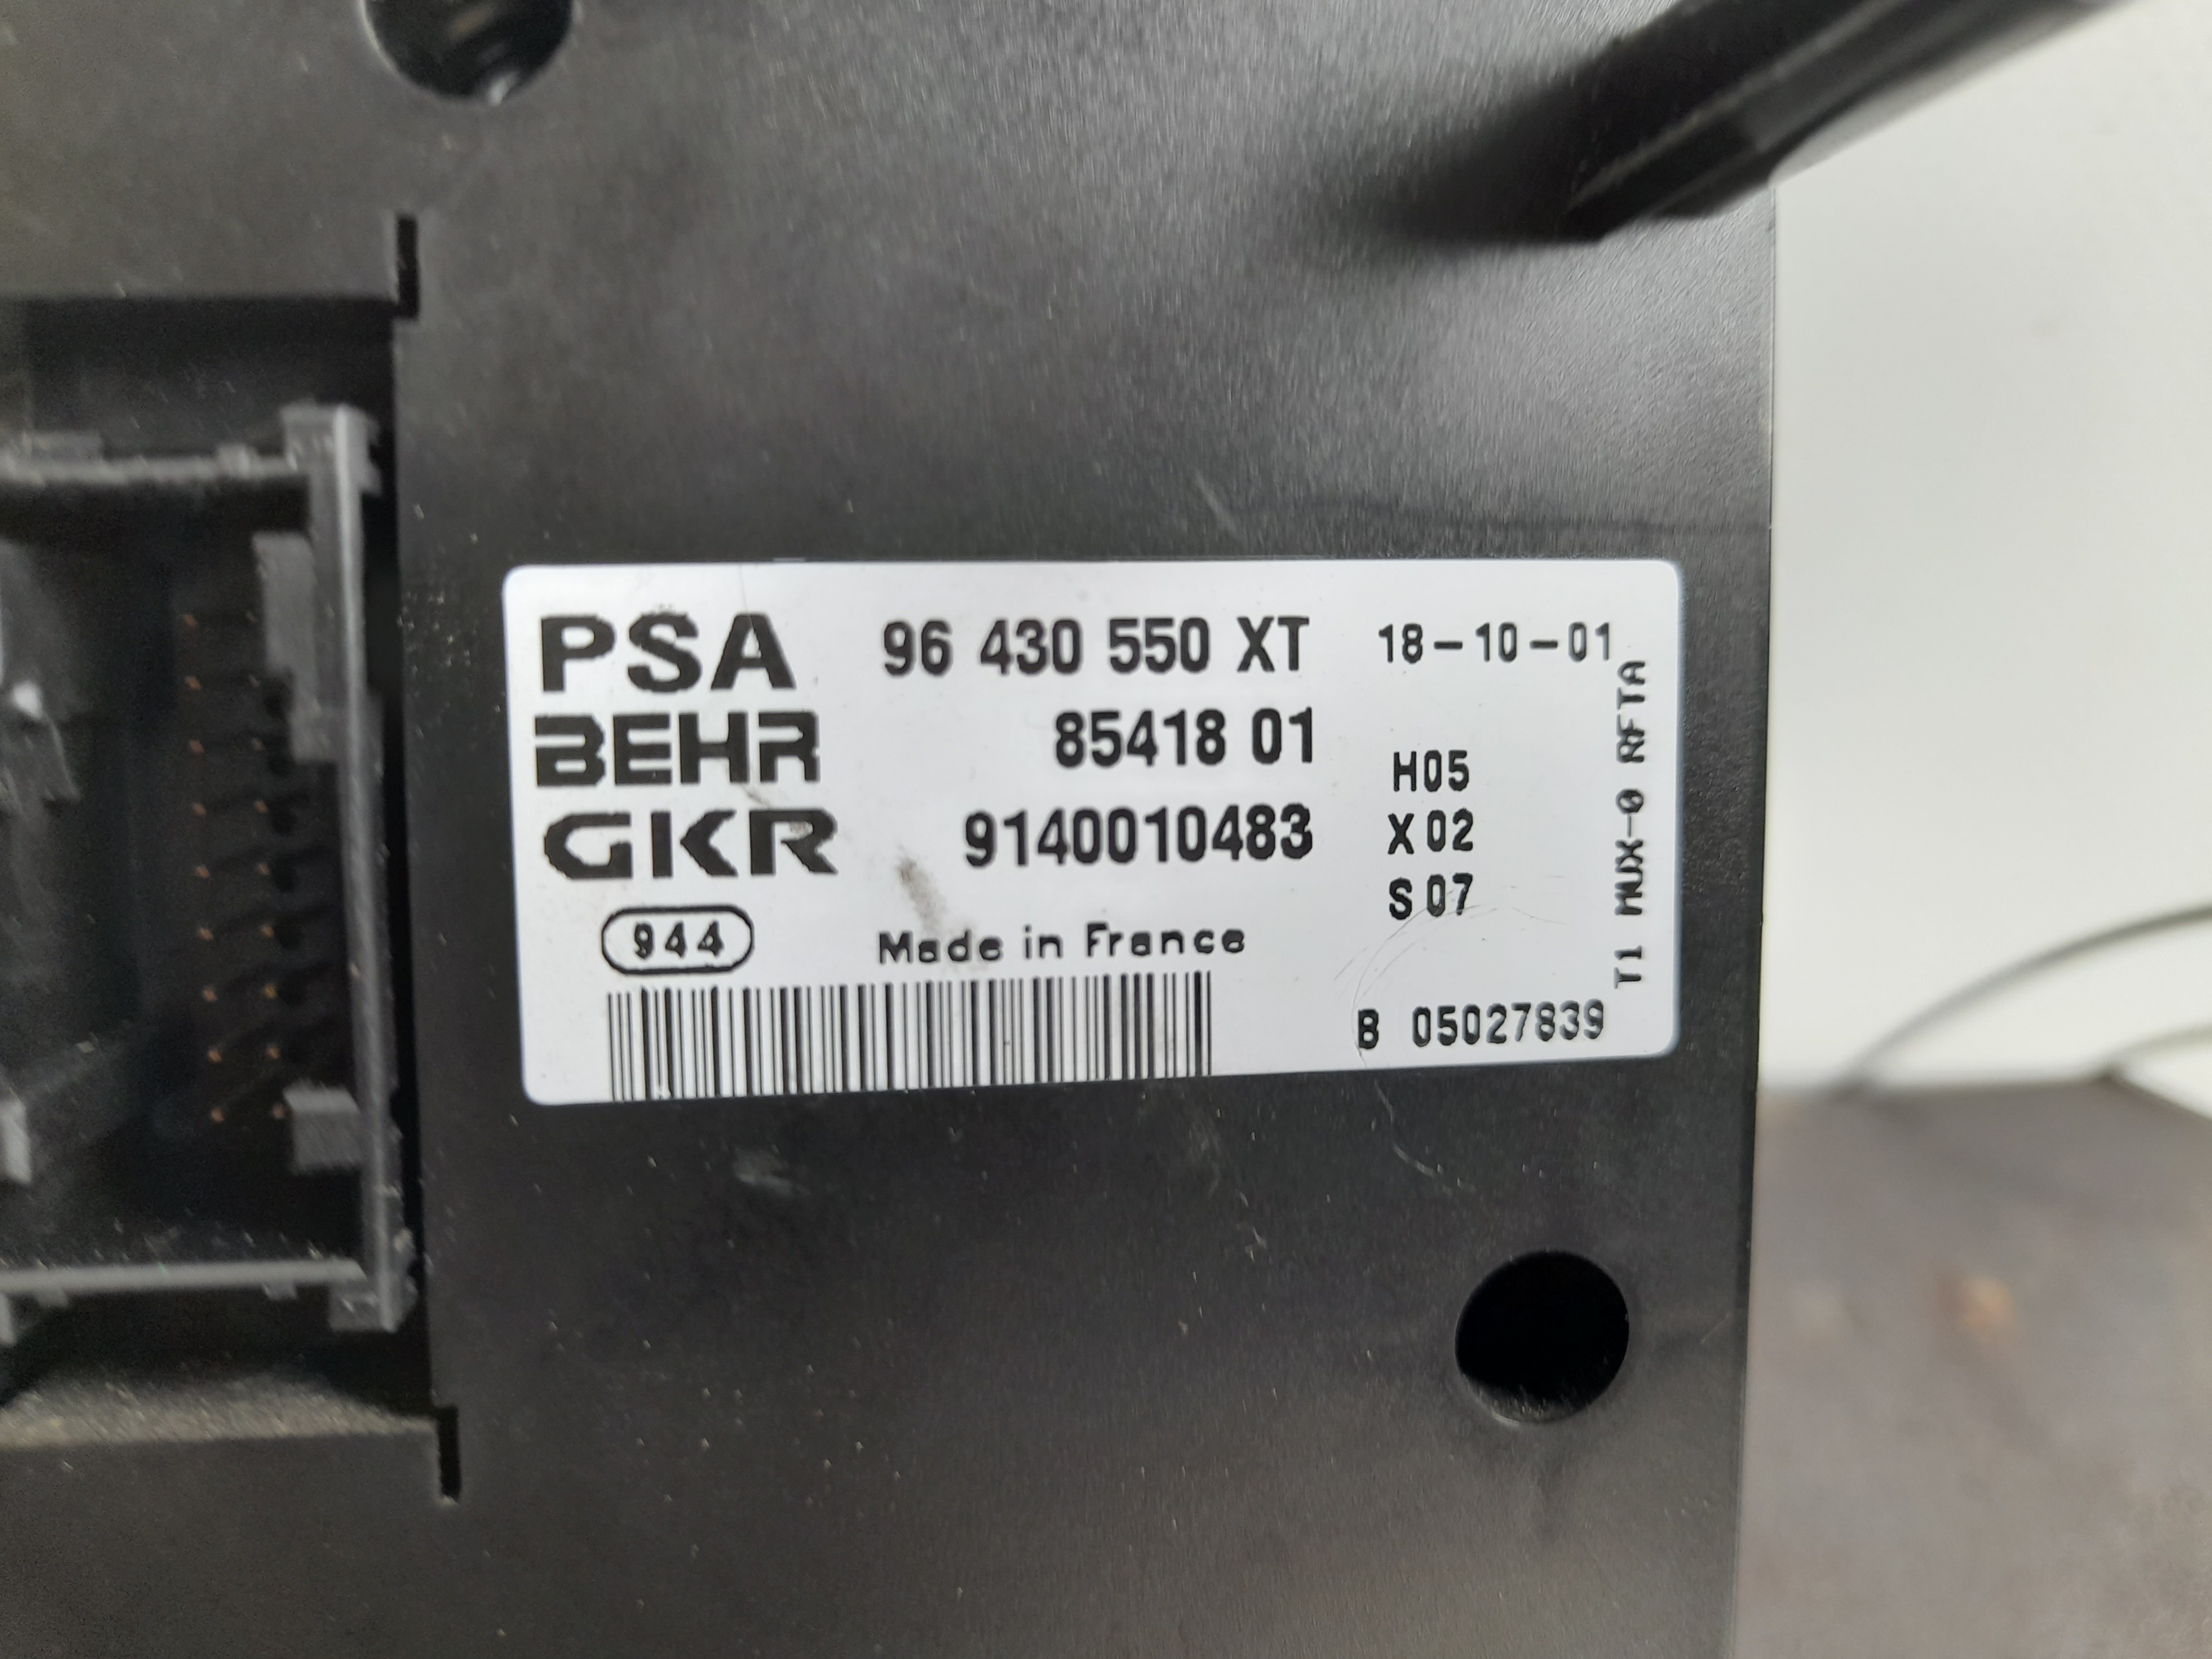 PSA 96 430 550 XT 18-10-01
BEHR 85418 01
GKR 9140010483
H05
X02
S07
944 Made in France
B 05027839
T1 MUX-0 RFTA